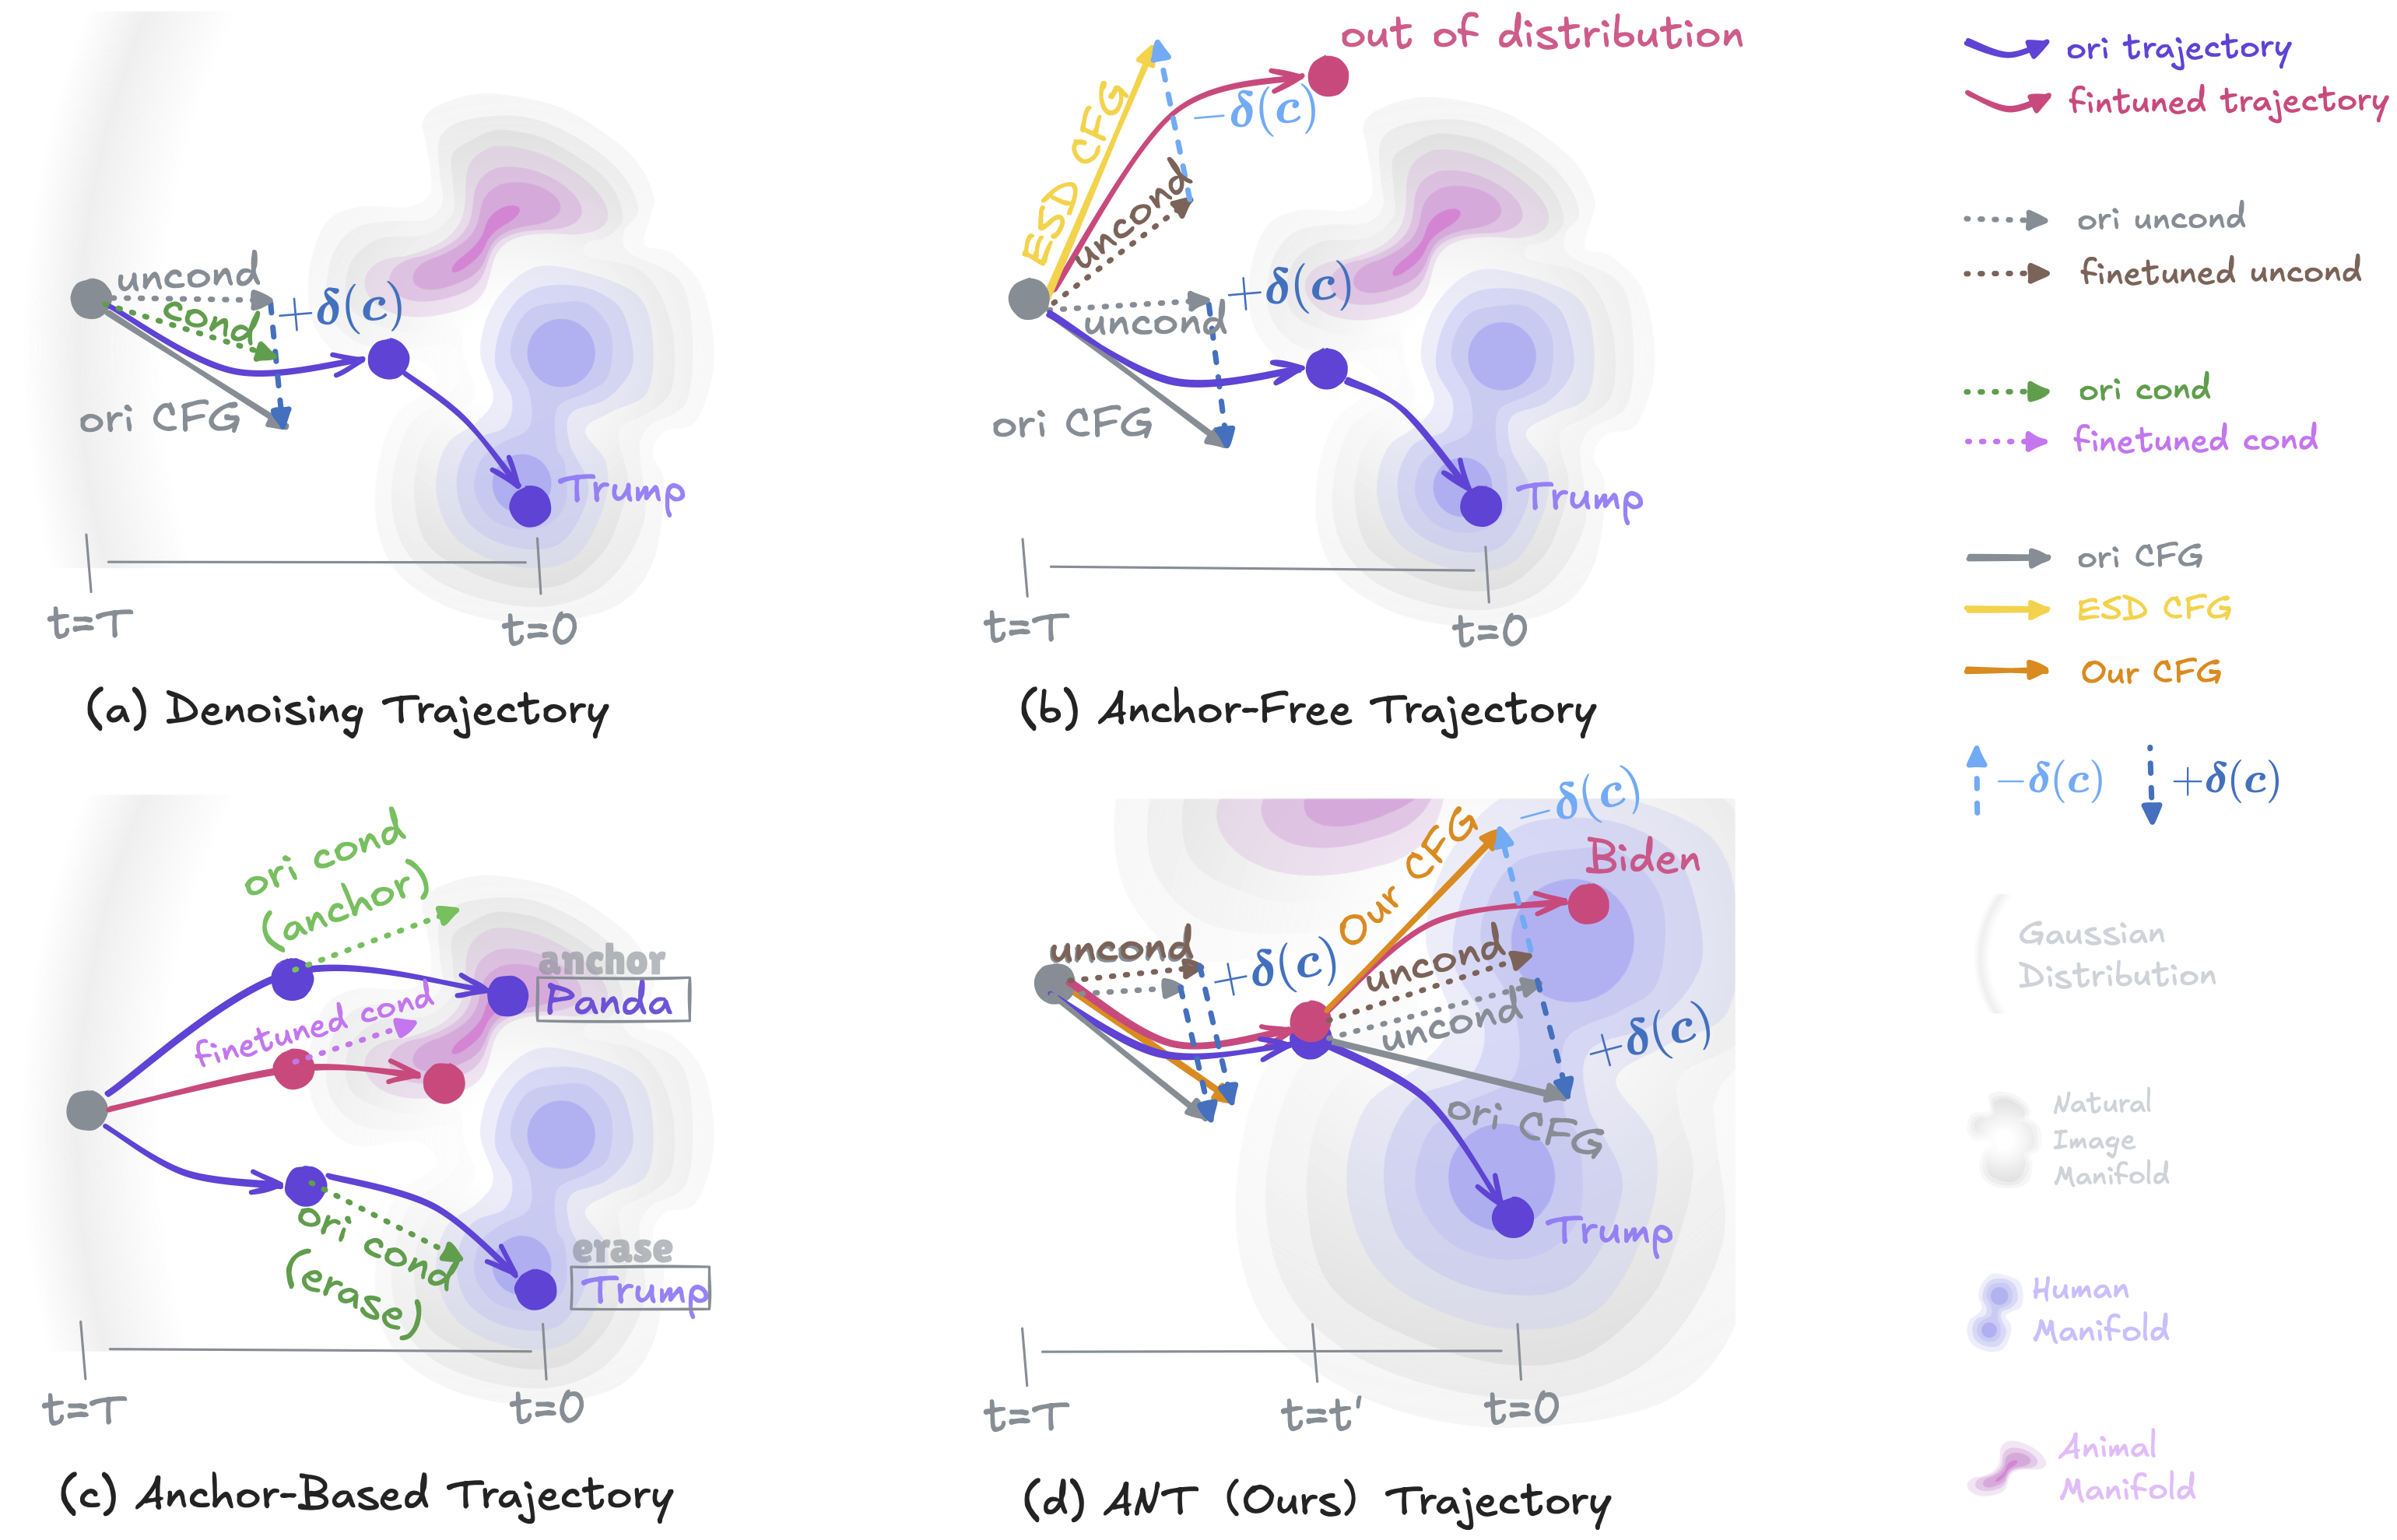 uncond
cond
+δ(c)
ori CFG
Trump
t=T
t=0
(a) Denoising Trajectory
out of distribution
ESD CFG
−δ(c)
uncond
+δ(c)
uncond
ori CFG
Trump
t=T
t=0
(b) Anchor-Free Trajectory
ori cond
(anchor)
anchor
Panda
finetuned cond
ori cond
(erase)
erase
Trump
t=T
t=0
(c) Anchor-Based Trajectory
−δ(c)
Our CFG
Biden
uncond
+δ(c)
uncond
uncond
+δ(c)
ori CFG
Trump
t=T
t=t'
t=0
(d) ANT (Ours) Trajectory
ori trajectory
fintuned trajectory
ori uncond
finetuned uncond
ori cond
finetuned cond
ori CFG
ESD CFG
Our CFG
−δ(c)
+δ(c)
Gaussian
Distribution
Natural
Image
Manifold
Human
Manifold
Animal
Manifold